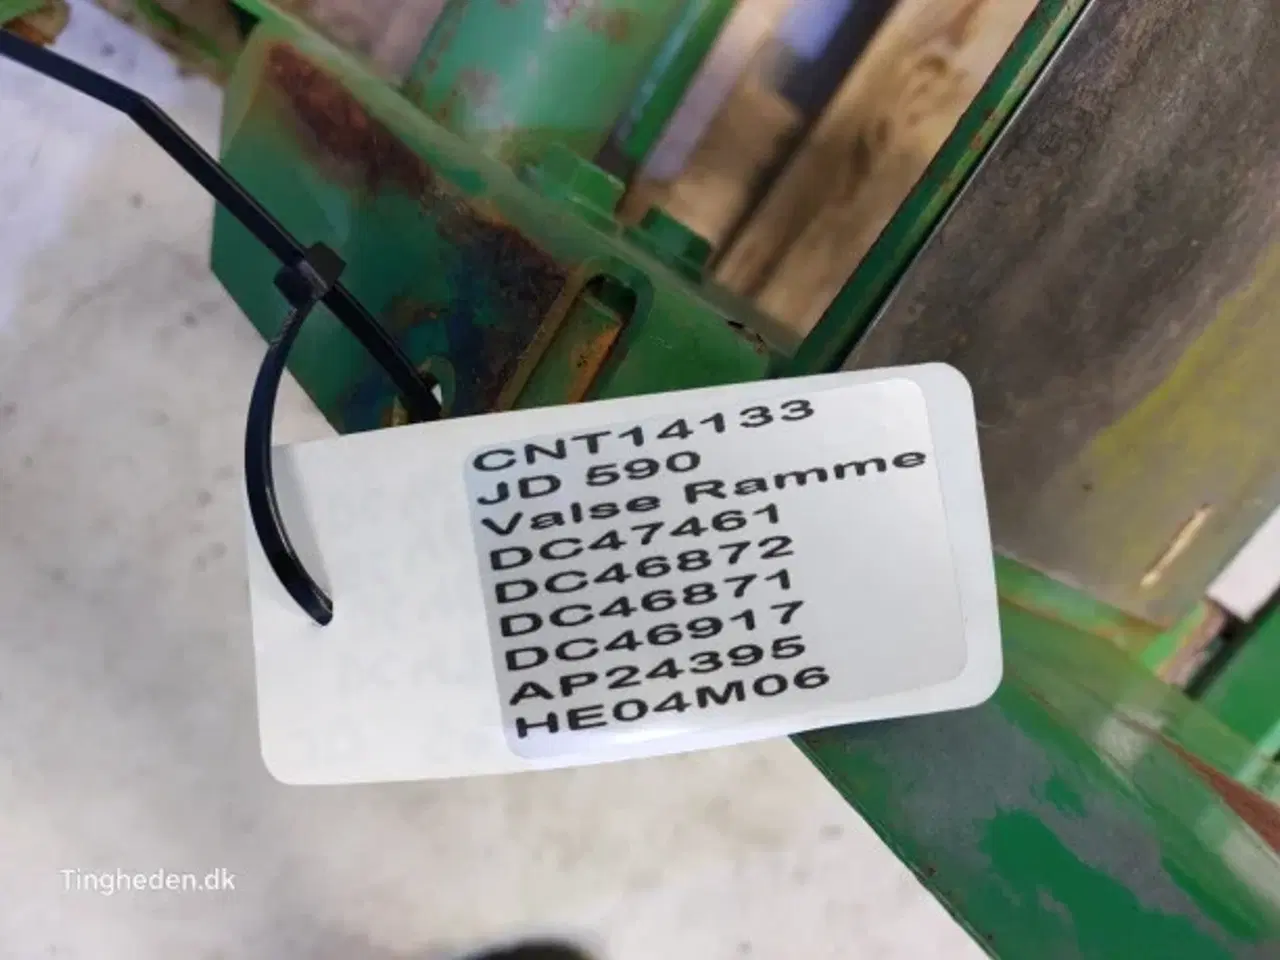 CNT14133
JD 590
Valse Ramme
DC47461
DC46872
DC46871
DC46917
AP24395
HE04M06
Tingheden.dk